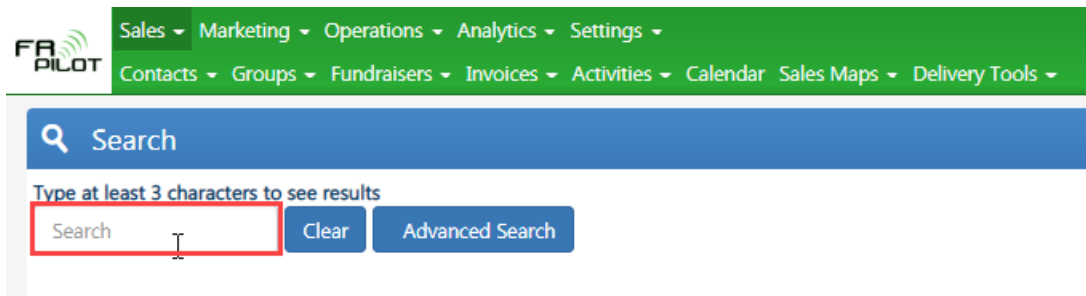 FR PILOT
Sales Marketing Operations Analytics Settings
Contacts Groups Fundraisers Invoices Activities Calendar Sales Maps Delivery Tools
Search
Type at least 3 characters to see results
Search Clear Advanced Search